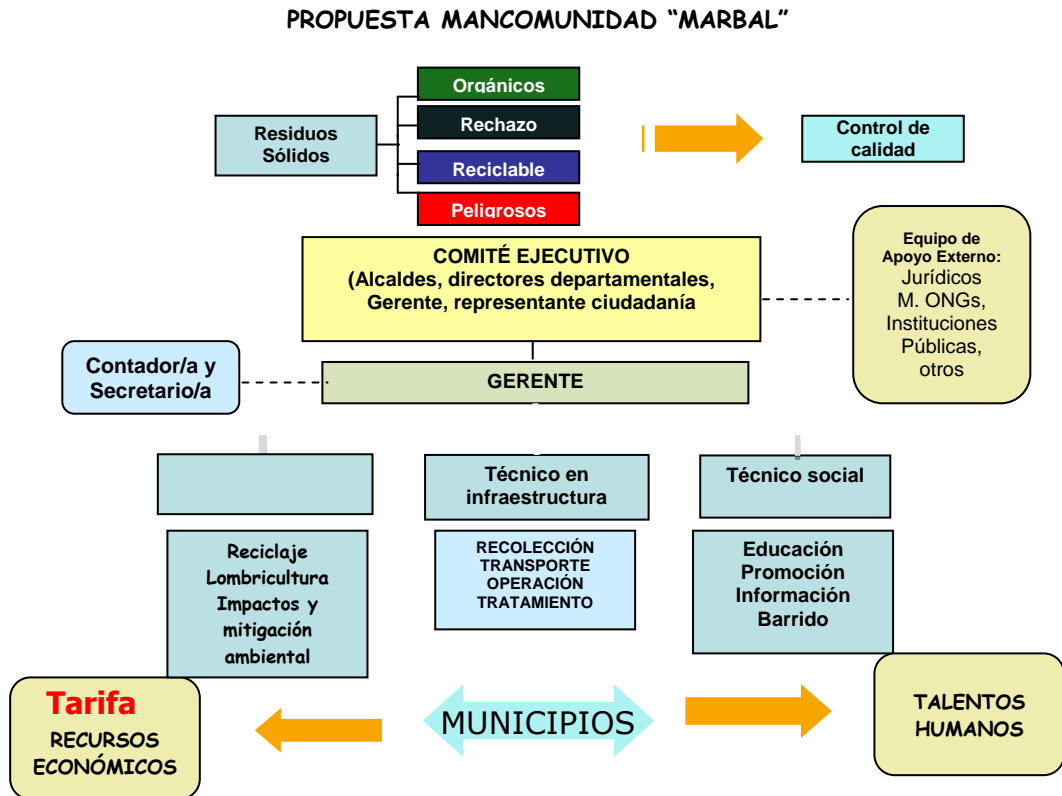 PROPUESTA MANCOMUNIDAD “MARBAL”
Residuos
Sólidos
Orgánicos
Rechazo
Reciclable
Peligrosos
Control de
calidad
COMITÉ EJECUTIVO
(Alcaldes, directores departamentales,
Gerente, representante ciudadanía
Equipo de
Apoyo Externo:
Jurídicos
M. ONGs,
Instituciones
Públicas,
otros
Contador/a y
Secretario/a
GERENTE
Técnico en
infraestructura
Técnico social
Reciclaje
Lombricultura
Impactos y
mitigación
ambiental
RECOLECCIÓN
TRANSPORTE
OPERACIÓN
TRATAMIENTO
Educación
Promoción
Información
Barrido
Tarifa
RECURSOS
ECONÓMICOS
MUNICIPIOS
TALENTOS
HUMANOS